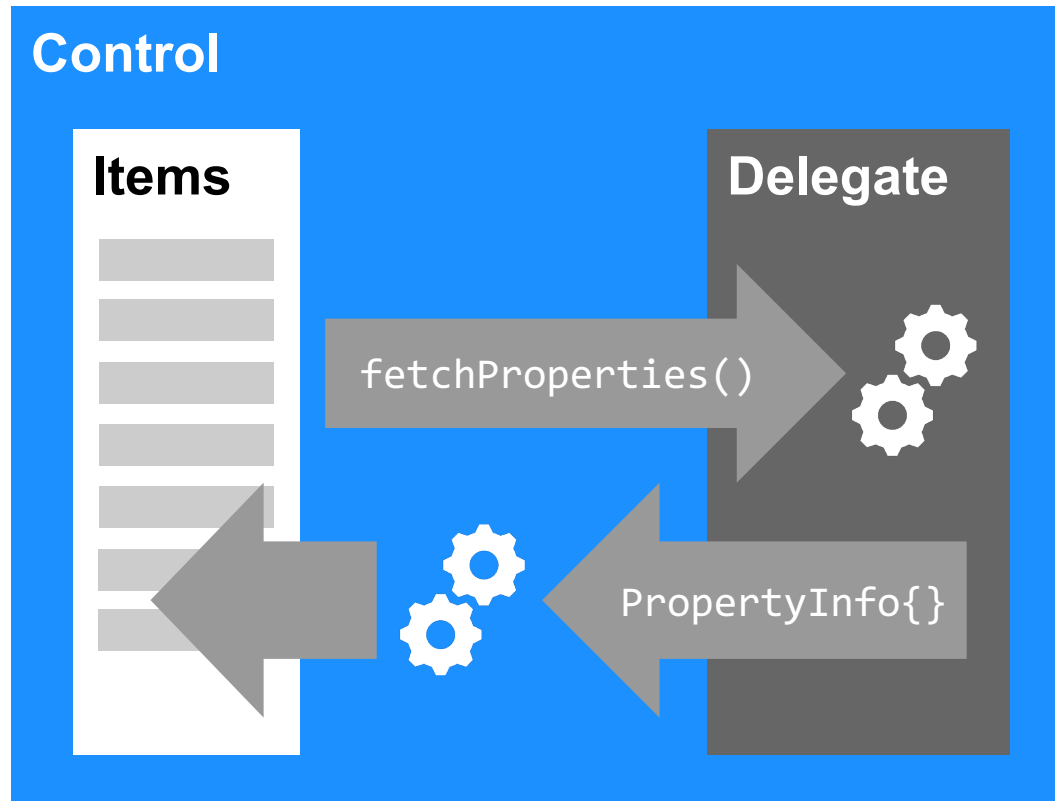 Control
Items
Delegate
fetchProperties()
PropertyInfo{}